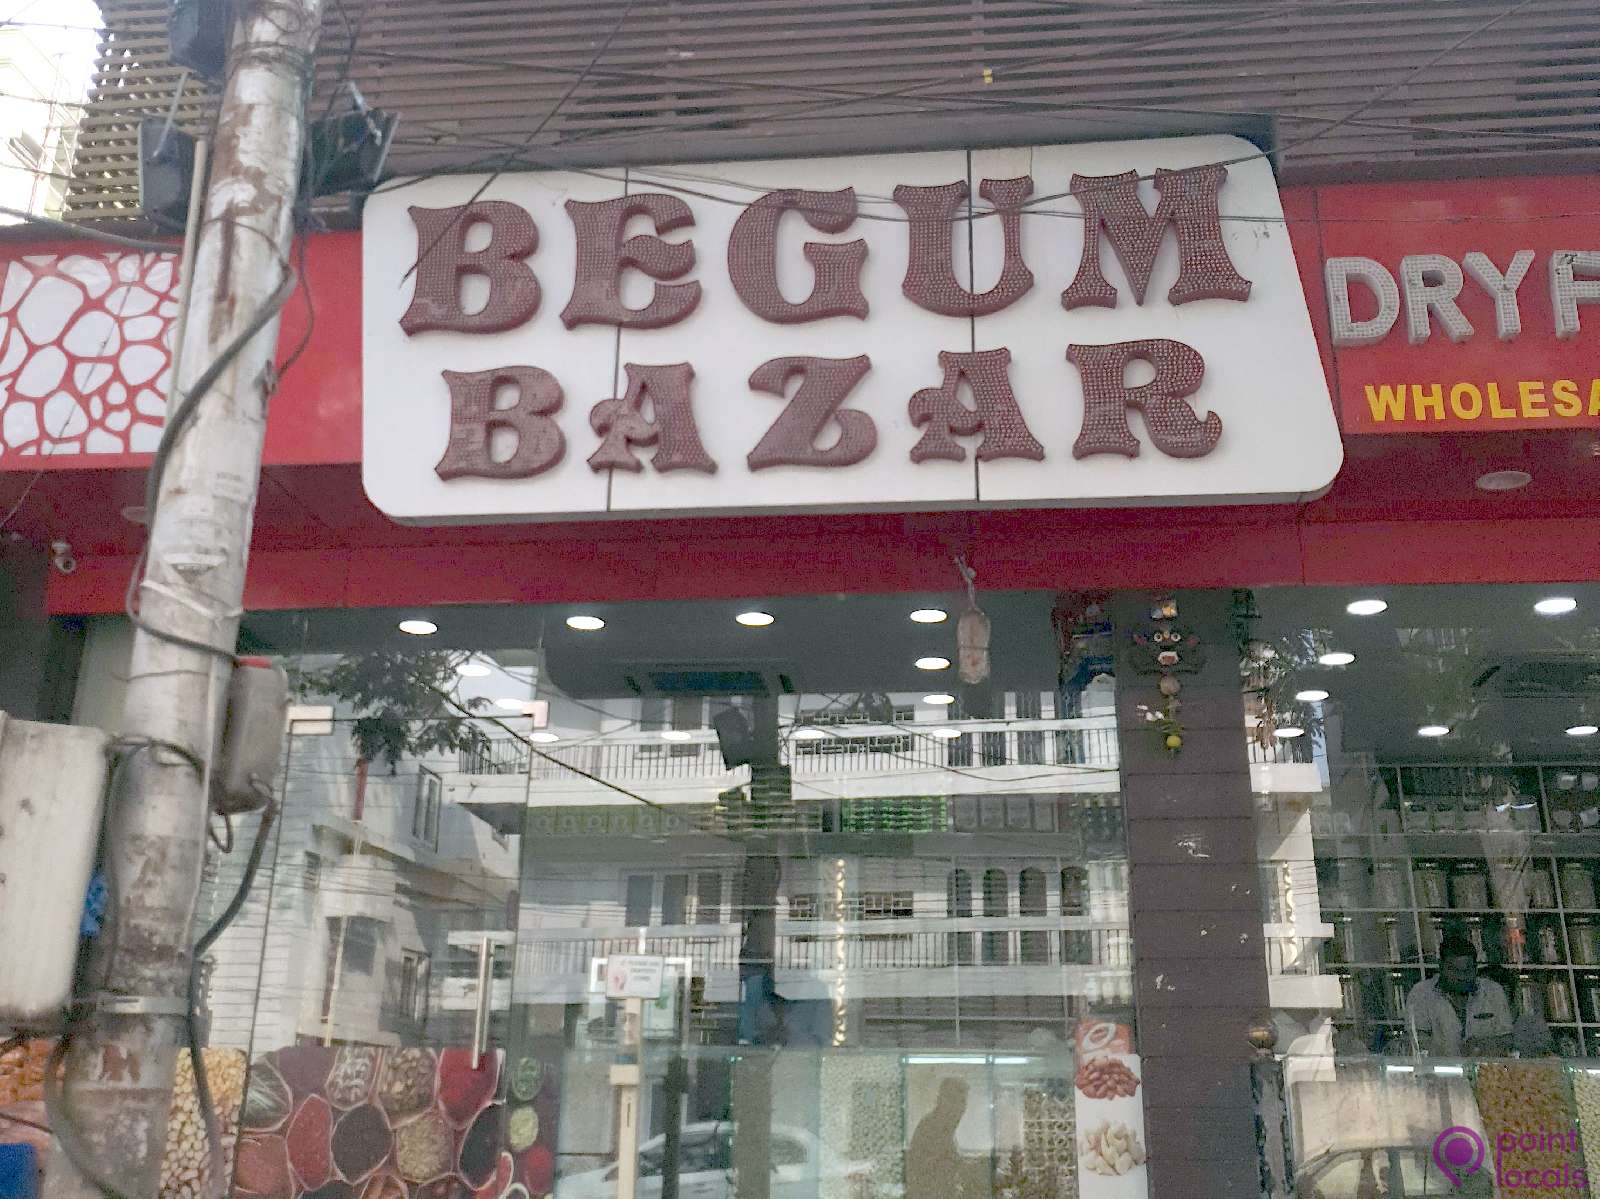 BEGUM
BAZAR
DRY
WHOLESA
point
locals